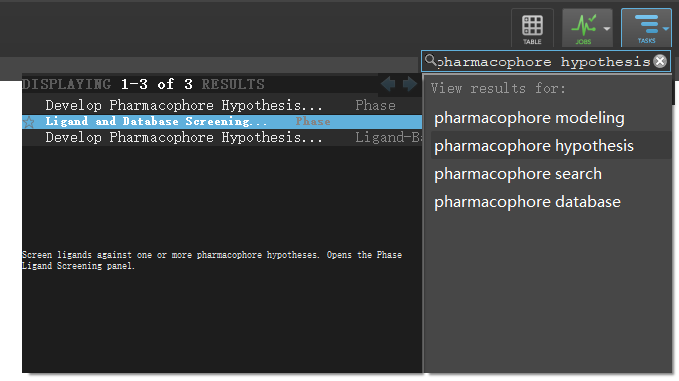 TABLE
JOBS
TASKS
pharmacophore hypothesis
DISPLAYING 1-3 of 3 RESULTS
Develop Pharmacophore Hypothesis... Phase
Ligand and Database Screening... Phase
Develop Pharmacophore Hypothesis... Ligand-Ba
Screen ligands against one or more pharmacophore hypotheses. Opens the Phase
Ligand Screening panel.
View results for:
pharmacophore modeling
pharmacophore hypothesis
pharmacophore search
pharmacophore database